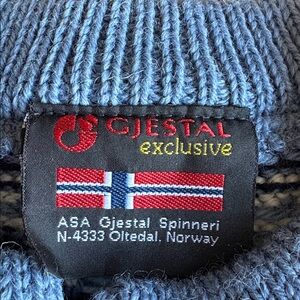 GJESTAL
exclusive
ASA Gjestal Spinneri
N-4333 Oltedal, Norway